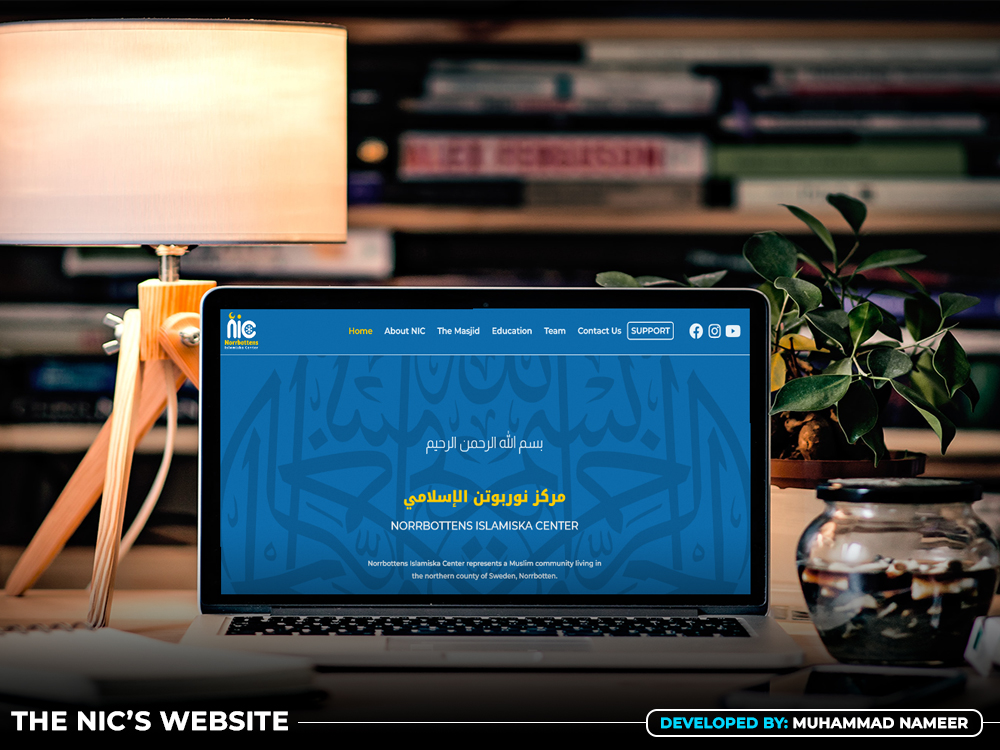 NIC
Norrbottens
Islamiska Center
Home About NIC The Masjid Education Team Contact Us SUPPORT
بسم الله الرحمن الرحيم
مركز نوربوتن الإسلامي
NORRBOTTENS ISLAMISKA CENTER
Norrbottens Islamiska Center represents a Muslim community living in
the northern county of Sweden, Norrbotten.
THE NIC'S WEBSITE
DEVELOPED BY: MUHAMMAD NAMEER